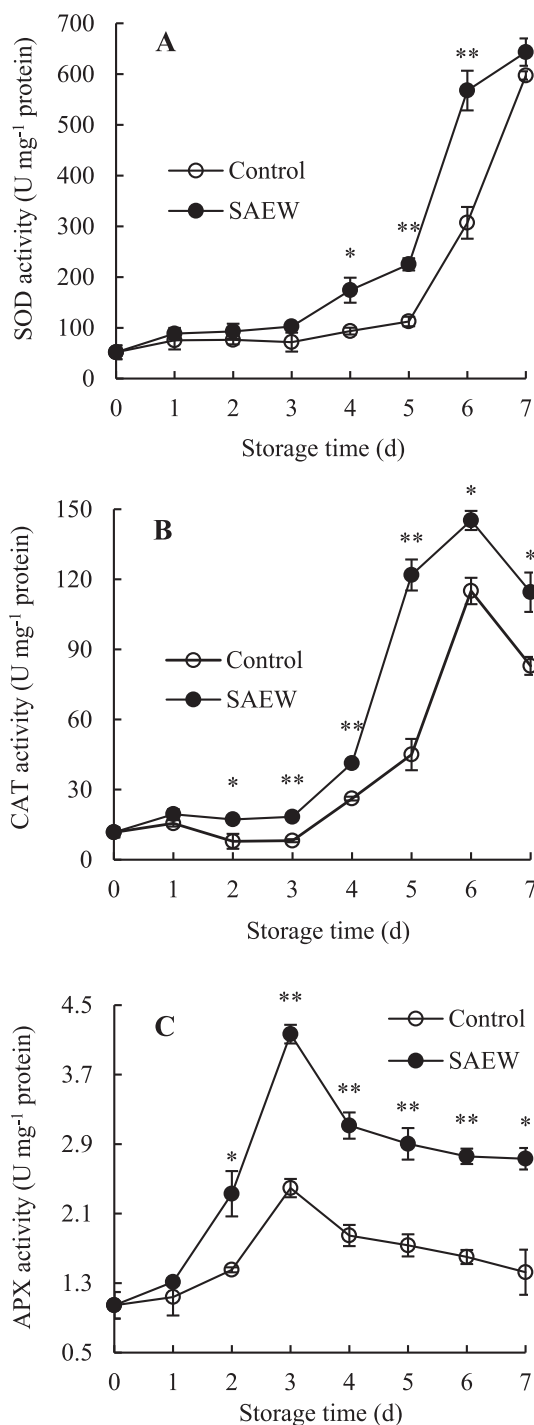 A
SOD activity (U mg⁻¹ protein)
700
600
500
400
300
200
100
0
Control
SAEW
*
**
**
0 1 2 3 4 5 6 7
Storage time (d)
B
CAT activity (U mg⁻¹ protein)
150
120
90
60
30
0
Control
SAEW
*
**
**
**
*
*
0 1 2 3 4 5 6 7
Storage time (d)
C
APX activity (U mg⁻¹ protein)
4.5
3.7
2.9
2.1
1.3
0.5
Control
SAEW
*
**
**
**
**
*
0 1 2 3 4 5 6 7
Storage time (d)